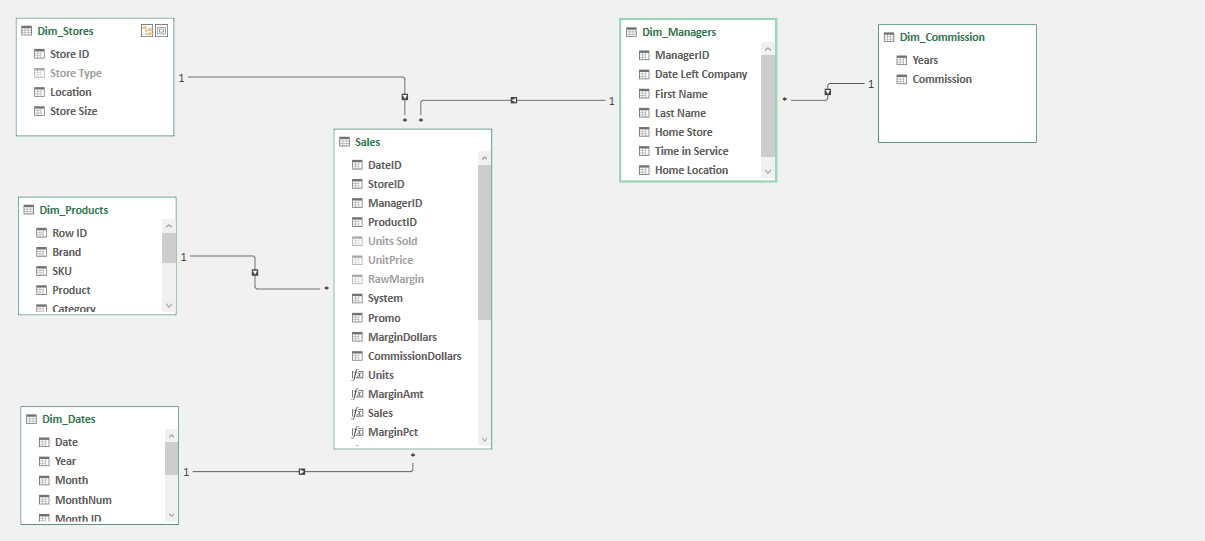 Dim_Stores
Store ID
Store Type
Location
Store Size
1
Dim_Products
Row ID
Brand
SKU
Product
Category
1
Dim_Dates
Date
Year
Month
MonthNum
Month ID
1
Sales
DateID
StoreID
ManagerID
ProductID
Units Sold
UnitPrice
RawMargin
System
Promo
MarginDollars
CommissionDollars
Units
MarginAmt
Sales
MarginPct
1
Dim_Managers
ManagerID
Date Left Company
First Name
Last Name
Home Store
Time in Service
Home Location
1
Dim_Commission
Years
Commission